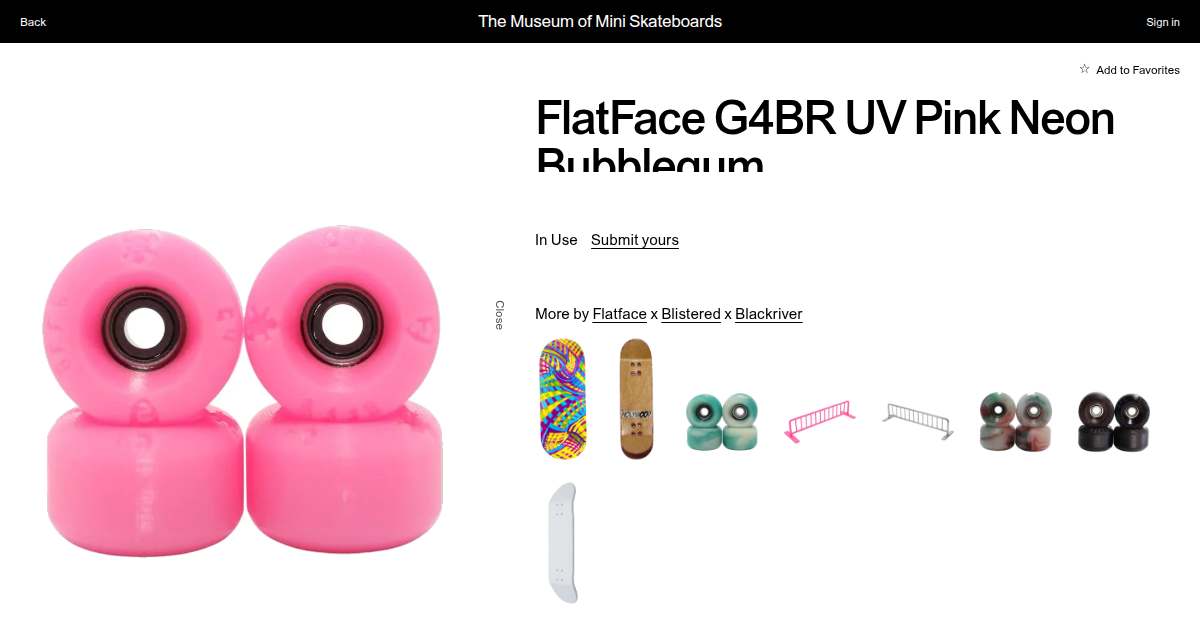 Back
The Museum of Mini Skateboards
Sign in
☆ Add to Favorites
FlatFace G4BR UV Pink Neon
Bubblegum
In Use Submit yours
Close
More by Flatface x Blistered x Blackriver